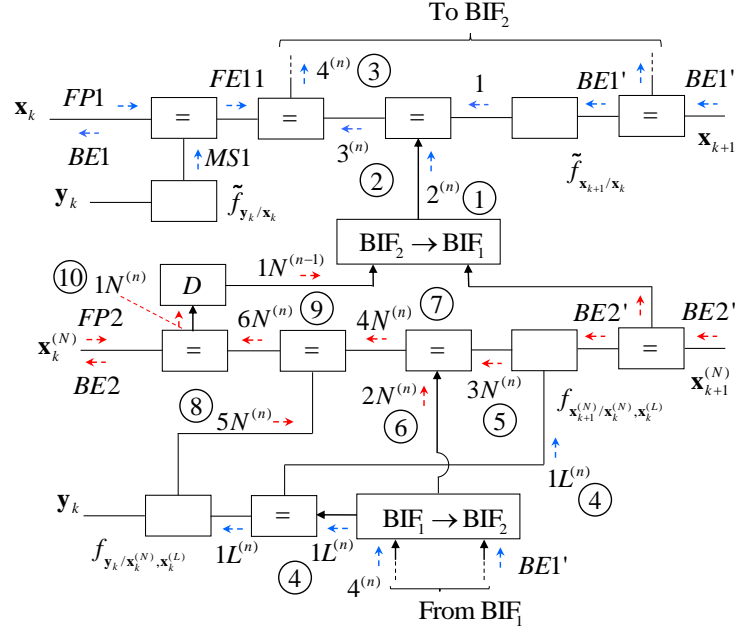 To BIF₂
4⁽ⁿ⁾ ③
x_k FP1 FE11 1 BE1' BE1'
= = = =
BE1 MS1 3⁽ⁿ⁾ x_{k+1}
② 2⁽ⁿ⁾ ①
y_k f̃_{y_k/x_k} f̃_{x_{k+1}/x_k}
BIF₂ → BIF₁
⑩ 1N⁽ⁿ⁾ D 1N⁽ⁿ⁻¹⁾
FP2 6N⁽ⁿ⁾ ⑨ 4N⁽ⁿ⁾ ⑦ BE2' BE2'
x_k^{(N)} = = = = x_{k+1}^{(N)}
BE2 ⑧ 5N⁽ⁿ⁾ 2N⁽ⁿ⁾ ⑥ 3N⁽ⁿ⁾ ⑤ f_{x_{k+1}^{(N)}/x_k^{(N)},x_k^{(L)}}
1L⁽ⁿ⁾ ④
y_k = BIF₁ → BIF₂
f_{y_k/x_k^{(N)},x_k^{(L)}} 1L⁽ⁿ⁾ 1L⁽ⁿ⁾
④ 4⁽ⁿ⁾ BE1'
From BIF₁